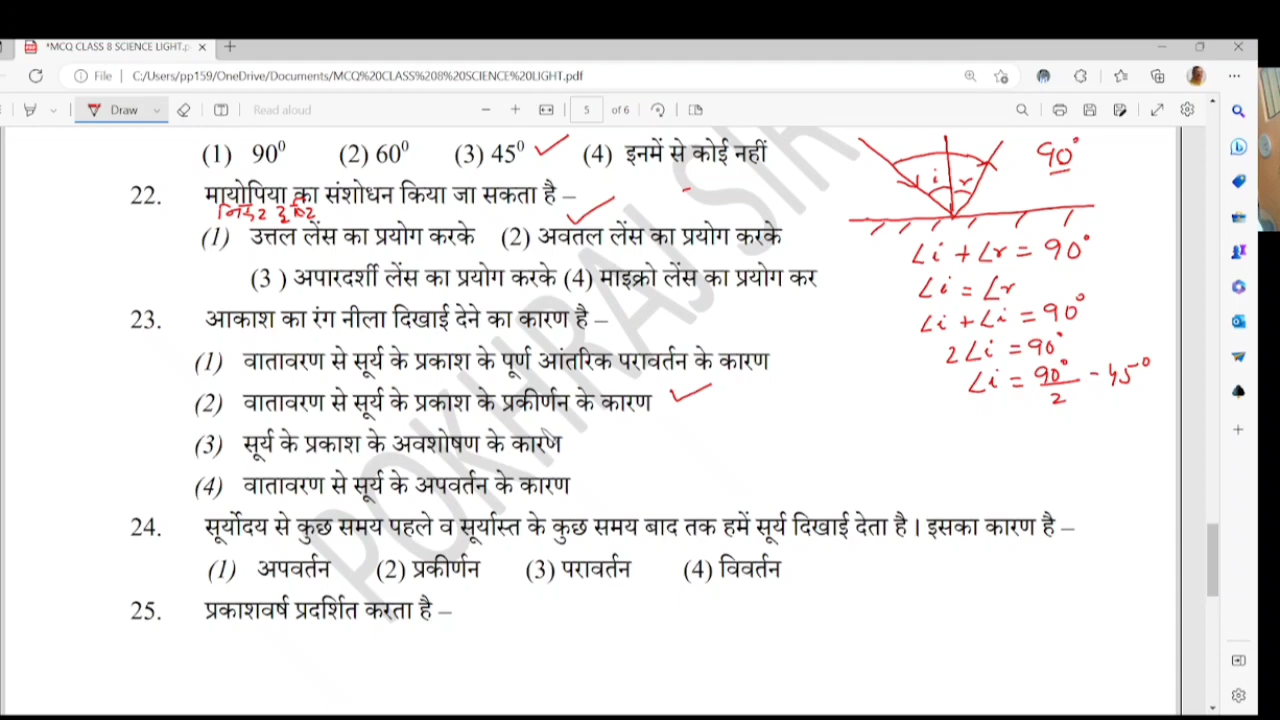 *MCQ CLASS 8 SCIENCE LIGHT.p
File | C:/Users/pp159/OneDrive/Documents/MCQ%20CLASS%208%20SCIENCE%20LIGHT.pdf
Draw Read aloud 5 of 6
(1) 90⁰ (2) 60⁰ (3) 45⁰ (4) इनमें से कोई नहीं
22. मायोपिया का संशोधन किया जा सकता है –
(1) उत्तल लेंस का प्रयोग करके (2) अवतल लेंस का प्रयोग करके
(3 ) अपारदर्शी लेंस का प्रयोग करके (4) माइक्रो लेंस का प्रयोग कर
23. आकाश का रंग नीला दिखाई देने का कारण है –
(1) वातावरण से सूर्य के प्रकाश के पूर्ण आंतरिक परावर्तन के कारण
(2) वातावरण से सूर्य के प्रकाश के प्रकीर्णन के कारण
(3) सूर्य के प्रकाश के अवशोषण के कारण
(4) वातावरण से सूर्य के अपवर्तन के कारण
24. सूर्योदय से कुछ समय पहले व सूर्यास्त के कुछ समय बाद तक हमें सूर्य दिखाई देता है । इसका कारण है –
(1) अपवर्तन (2) प्रकीर्णन (3) परावर्तन (4) विवर्तन
25. प्रकाशवर्ष प्रदर्शित करता है –
90°
i r
∠i + ∠r = 90°
∠i = ∠r
∠i + ∠i = 90°
2∠i = 90°
∠i = 90°/2 - 45°
POKHRAJ SIR